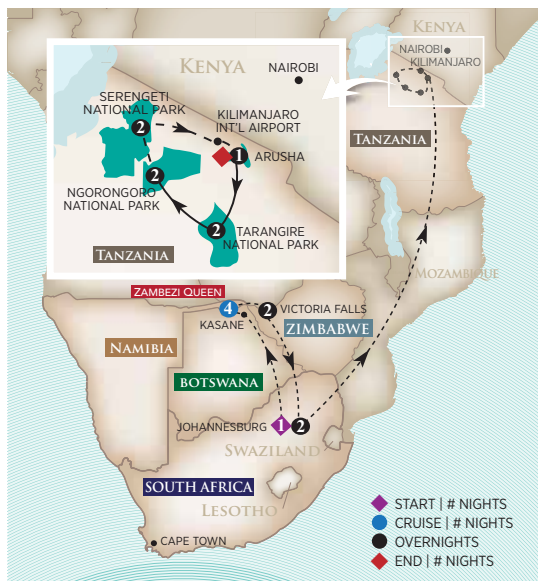 KENYA
NAIROBI
KILIMANJARO
KENYA
NAIROBI
SERENGETI
NATIONAL PARK
2
KILIMANJARO
INT'L AIRPORT
1
ARUSHA
2
NGORONGORO
NATIONAL PARK
2
TARANGIRE
NATIONAL PARK
TANZANIA
TANZANIA
MOZAMBIQUE
ZAMBEZI QUEEN
4
KASANE
2
VICTORIA FALLS
ZIMBABWE
NAMIBIA
BOTSWANA
JOHANNESBURG
1
2
SWAZILAND
SOUTH AFRICA
LESOTHO
CAPE TOWN
START | # NIGHTS
CRUISE | # NIGHTS
OVERNIGHTS
END | # NIGHTS